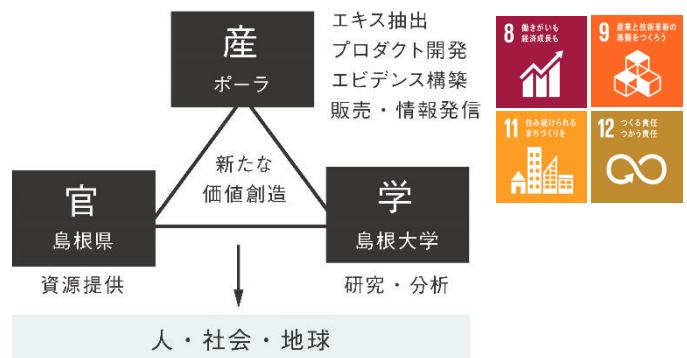 産
ポーラ
エキス抽出
プロダクト開発
エビデンス構築
販売・情報発信
8 働きがいも
経済成長も
9 産業と技術革新の
基盤をつくろう
11 住み続けられる
まちづくりを
12 つくる責任
つかう責任
新たな
価値創造
官
島根県
資源提供
学
島根大学
研究・分析
人・社会・地球